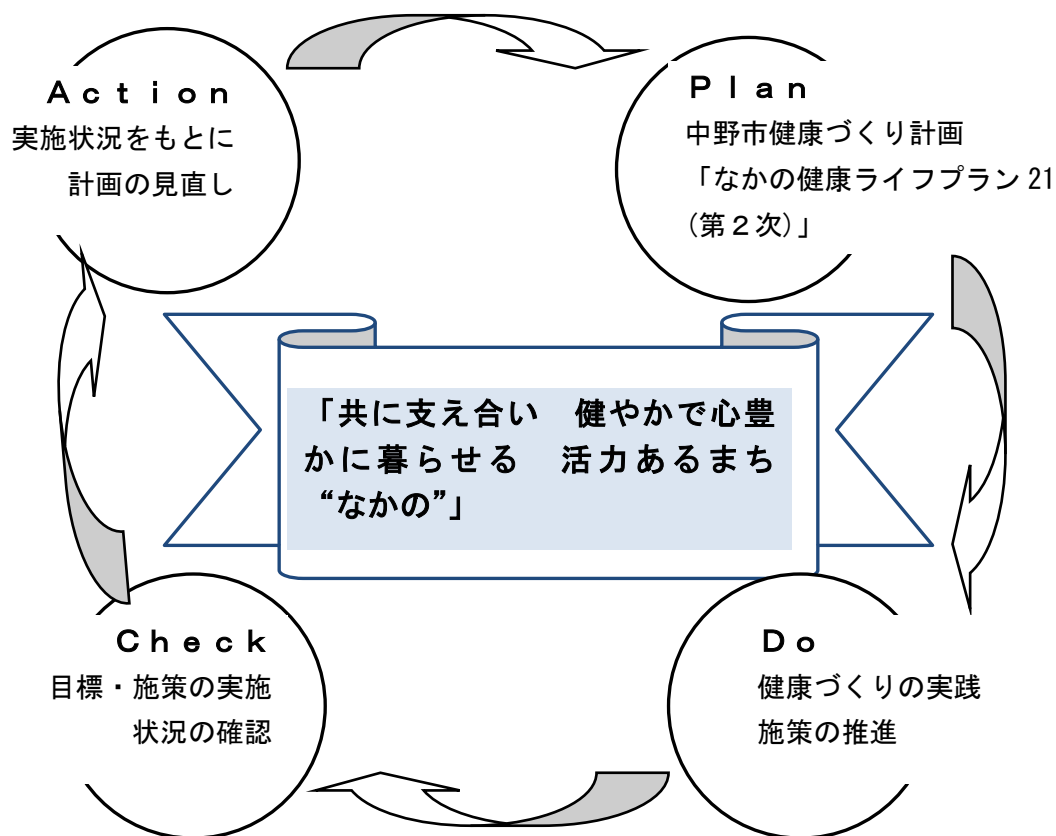 Action
実施状況をもとに
計画の見直し
Plan
中野市健康づくり計画
「なかの健康ライフプラン21
(第２次)」
「共に支え合い　健やかで心豊
かに暮らせる　活力あるまち
“なかの”」
Check
目標・施策の実施
状況の確認
Do
健康づくりの実践
施策の推進